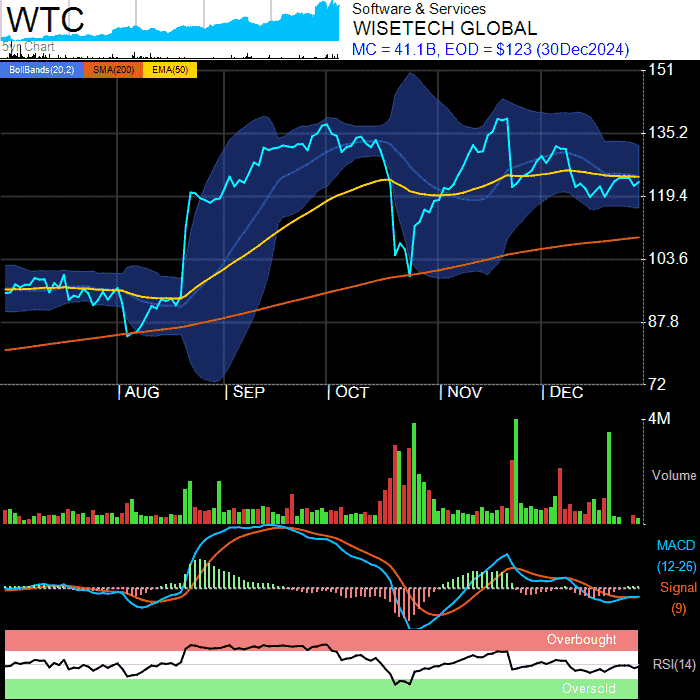 WTC
5yr Chart
Software & Services
WISETECH GLOBAL
MC = 41.1B, EOD = $123 (30Dec2024)
BollBands(20,2) SMA(200) EMA(50)
151
135.2
119.4
103.6
87.8
72
| AUG | SEP | OCT | NOV | DEC
4M
Volume
MACD
(12-26)
Signal
(9)
Overbought
RSI(14)
Oversold